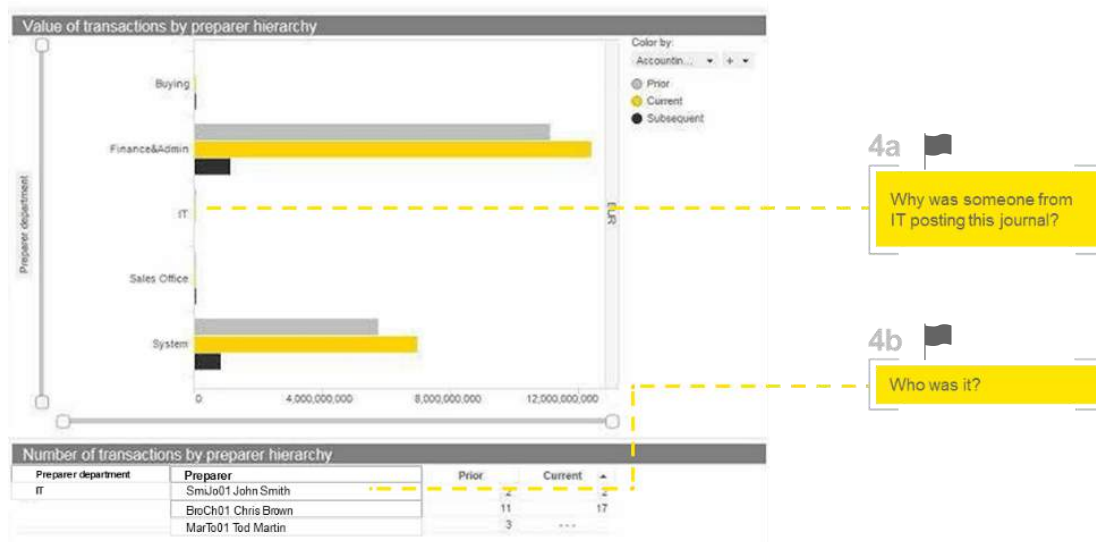 Value of transactions by preparer hierarchy
Color by:
Accountin...
Prior
Current
Subsequent
Preparer department
Buying
Finance&Admin
IT
Sales Office
System
EUR
0 4,000,000,000 8,000,000,000 12,000,000,000
4a
Why was someone from
IT posting this journal?
4b
Who was it?
Number of transactions by preparer hierarchy
Preparer department Preparer Prior Current
IT SmiJo01 John Smith 2 2
BroCh01 Chris Brown 11 17
MarTo01 Tod Martin 3 ---